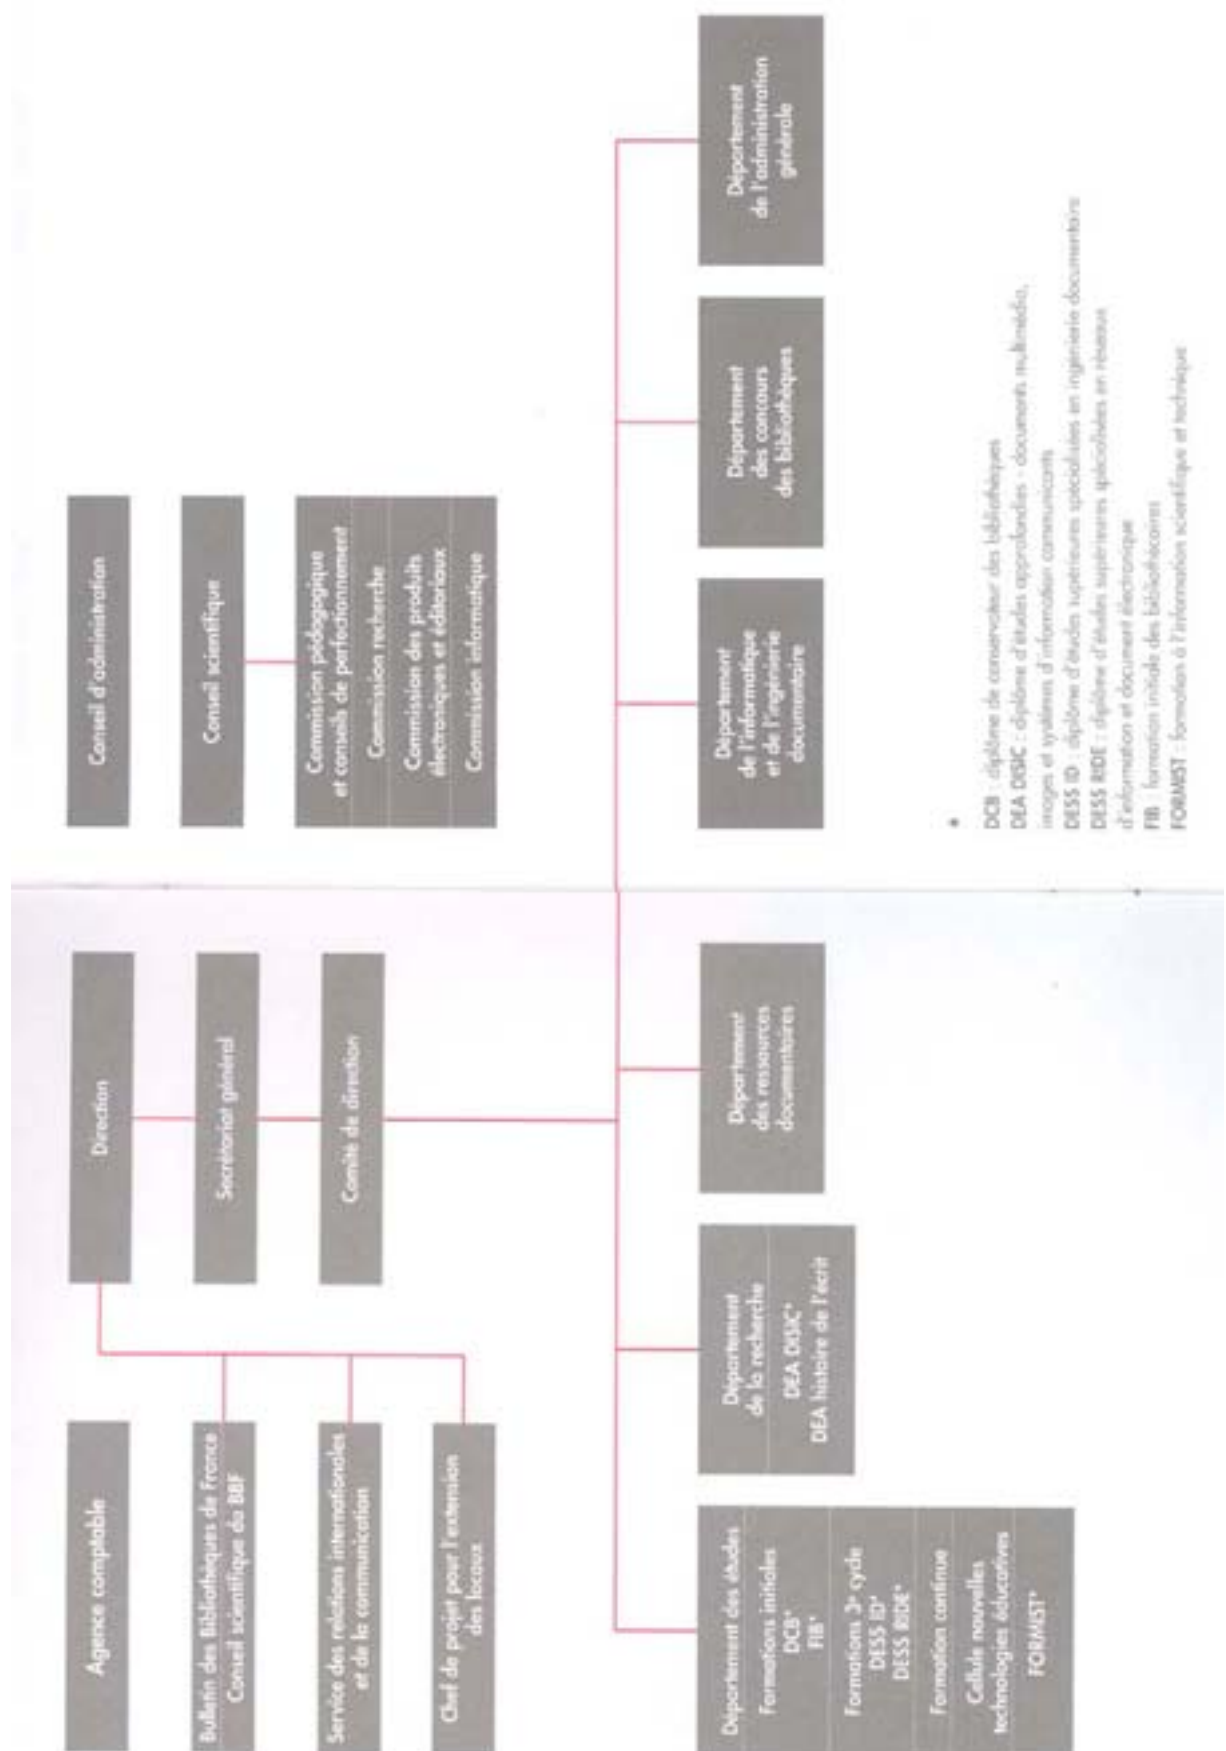 Agence comptable
Bulletin des Bibliothèques de France
Conseil scientifique du BBF
Service des relations internationales
et de la communication
Chef de projet pour l'extension
des locaux
Direction
Secrétariat général
Comité de direction
Conseil d'administration
Conseil scientifique
Commission pédagogique
et conseils de perfectionnement
Commission recherche
Commission des produits
électroniques et éditoriaux
Commission informatique
Département des études
Formations initiales
DCB*
FIB*
Formations 3e cycle
DESS ID*
DESS RIDE*
Formation continue
Cellule nouvelles
technologies éducatives
FORMIST*
Département
de la recherche
DEA DISIC*
DEA histoire de l'écrit
Département
des ressources
documentaires
Département
de l'informatique
et de l'ingénierie
documentaire
Département
des concours
des bibliothèques
Département
de l'administration
générale
*
DCB : diplôme de conservateur des bibliothèques
DEA DISIC : diplôme d'études approfondies - documents multimédia,
images et systèmes d'information communicants
DESS ID : diplôme d'études supérieures spécialisées en ingénierie documentaire
DESS RIDE : diplôme d'études supérieures spécialisées en réseaux
d'information et document électronique
FIB : formation initiale des bibliothécaires
FORMIST : formation à l'information scientifique et technique